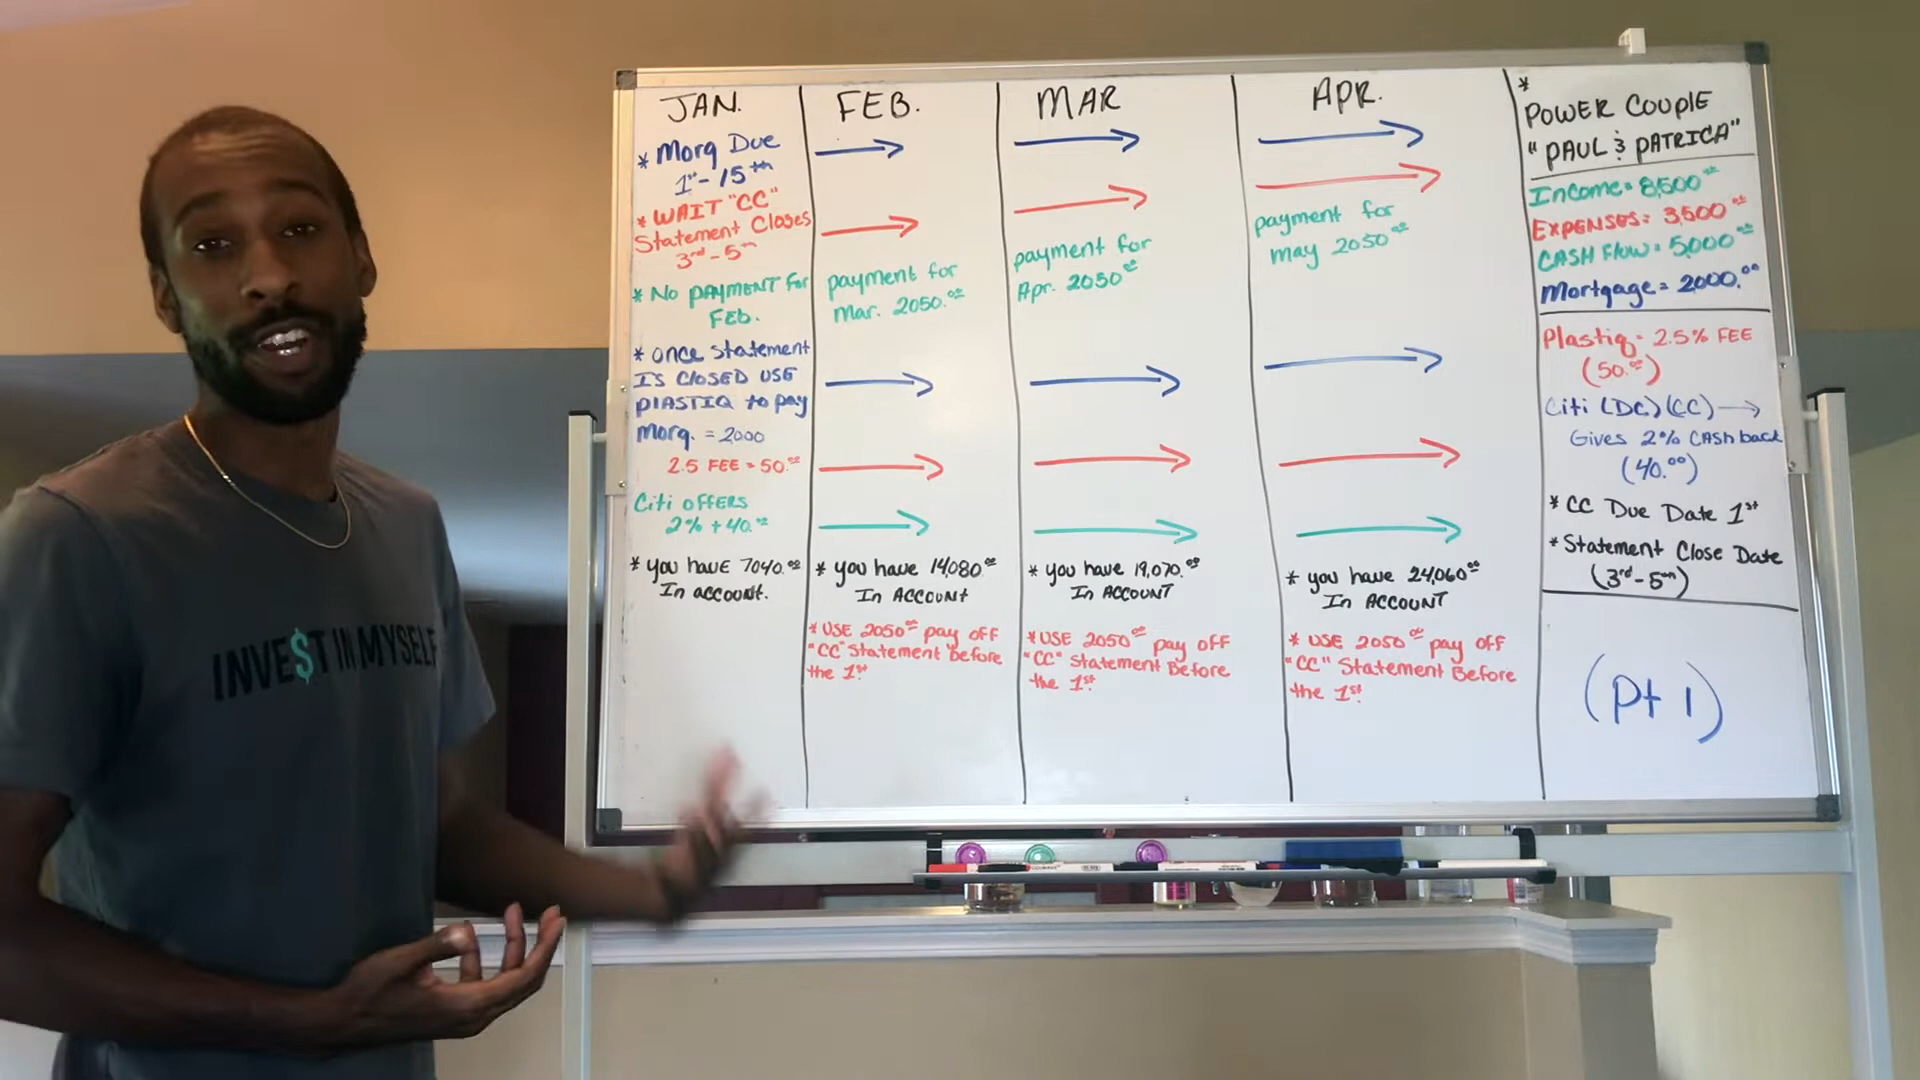 INVE$T IN MYSELF
JAN.
* Morg Due
1st - 15th
* WAIT "CC"
Statement Closes
3rd - 5th
* NO PAYMENT For
Feb.
* once statement
IS CLOSED USE
PLASTIQ to pay
Morg. = 2000
2.5 FEE = 50.00
Citi OFFERS
2% + 40.00
* you have 7040.00
In account.
FEB.
payment for
Mar. 2050.00
* you have 14,080.00
In Account
* USE 2050.00 pay off
"CC" Statement Before
the 1st
MAR
payment for
Apr. 2050.00
* you have 19,070.00
In ACCOUNT
* USE 2050.00 pay off
"CC" Statement Before
the 1st
APR.
payment for
may 2050.00
* you have 24,060.00
In ACCOUNT
* USE 2050.00 pay off
"CC" Statement Before
the 1st
*
POWER COUPLE
"PAUL & PATRICA"
Income = 8,500.00
EXPENSES = 3,500.00
CASH FLOW = 5,000.00
Mortgage = 2000.00
Plastiq - 2.5% FEE
(50.00)
Citi (DC) (CC) →
Gives 2% CASH back
(40.00)
* CC Due Date 1st
* Statement Close Date
(3rd - 5th)
(Pt 1)